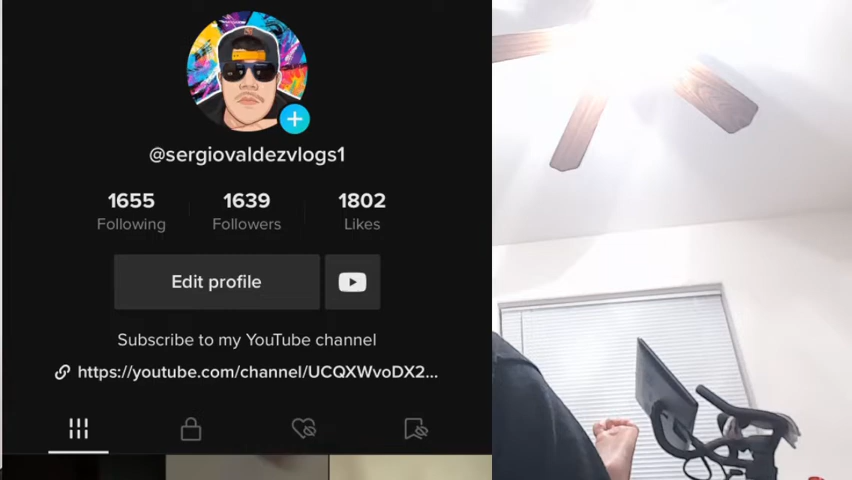 @sergiovaldezvlogs1
1655 1639 1802
Following Followers Likes
Edit profile
Subscribe to my YouTube channel
https://youtube.com/channel/UCQXWvoDX2...